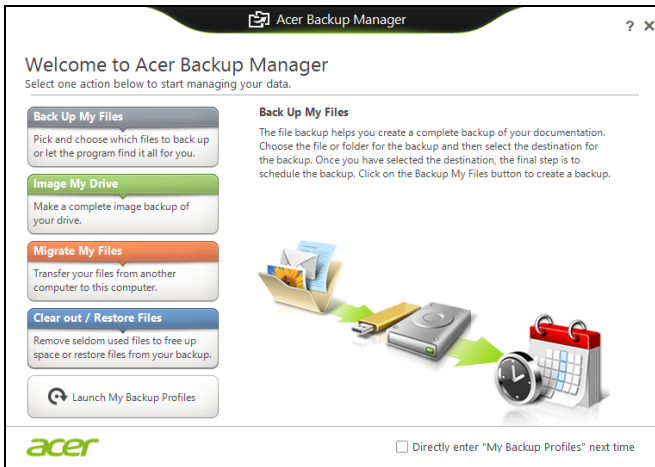 Acer Backup Manager
? X
Welcome to Acer Backup Manager
Select one action below to start managing your data.
Back Up My Files
Pick and choose which files to back up
or let the program find it all for you.
Image My Drive
Make a complete image backup of
your drive.
Migrate My Files
Transfer your files from another
computer to this computer.
Clear out / Restore Files
Remove seldom used files to free up
space or restore files from your backup.
Launch My Backup Profiles
Back Up My Files
The file backup helps you create a complete backup of your documentation.
Choose the file or folder for the backup and then select the destination for
the backup. Once you have selected the destination, the final step is to
schedule the backup. Click on the Backup My Files button to create a backup.
acer
Directly enter "My Backup Profiles" next time